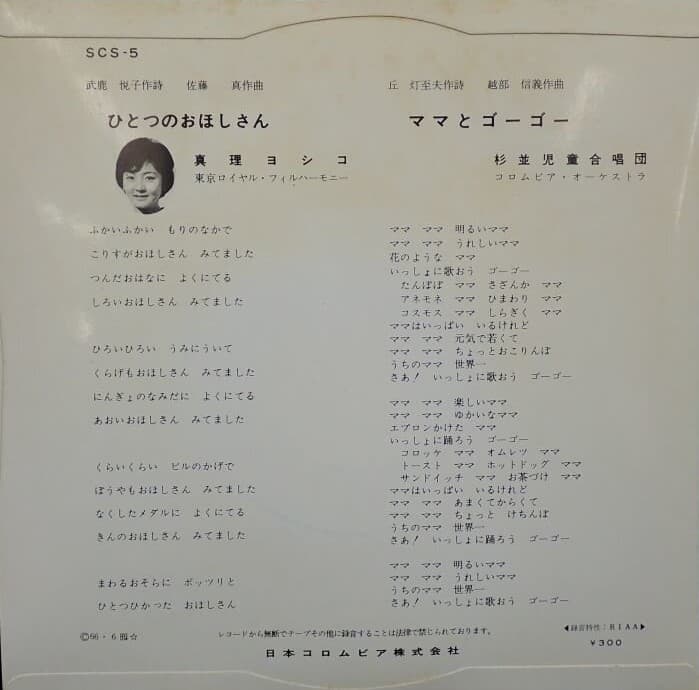 SCS-5
武鹿 悦子作詩 佐藤 真作曲
ひとつのおほしさん
真理ヨシコ
東京ロイヤル・フィルハーモニー
ふかいふかい もりのなかで
こりすがおほしさん みてました
つんだおはなに よくにてる
しろいおほしさん みてました
ひろいひろい うみにういて
くらげもおほしさん みてました
にんぎょのなみだに よくにてる
あおいおほしさん みてました
くらいくらい ビルのかげで
ぼうやもおほしさん みてました
なくしたメダルに よくにてる
きんのおほしさん みてました
まわるおそらに ポッツリと
ひとつひかった おほしさん
丘 灯至夫作詩 越部 信義作曲
ママとゴーゴー
杉並児童合唱団
コロムビア・オーケストラ
ママ ママ 明るいママ
ママ ママ うれしいママ
花のような ママ
いっしょに歌おう ゴーゴー
たんぽぽ ママ さざんか ママ
アネモネ ママ ひまわり ママ
コスモス ママ しらぎく ママ
ママはいっぱい いるけれど
ママ ママ 元気で若くて
ママ ママ ちょっとおこりんぼ
うちのママ 世界一
さあ! いっしょに歌おう ゴーゴー
ママ ママ 楽しいママ
ママ ママ ゆかいなママ
エプロンかけた ママ
いっしょに踊ろう ゴーゴー
コロッケ ママ オムレツ ママ
トースト ママ ホットドッグ ママ
サンドイッチ ママ お茶づけ ママ
ママはいっぱい いるけれど
ママ ママ あまくてからくて
ママ ママ ちょっと けちんぼ
うちのママ 世界一
さあ! いっしょに踊ろう ゴーゴー
ママ ママ 明るいママ
ママ ママ うれしいママ
うちのママ 世界一
さあ! いっしょに歌おう ゴーゴー
©66・6
レコードから無断でテープその他に録音することは法律で禁じられております。
日本コロムビア株式会社
◀録音特性:RIAA▶
¥300